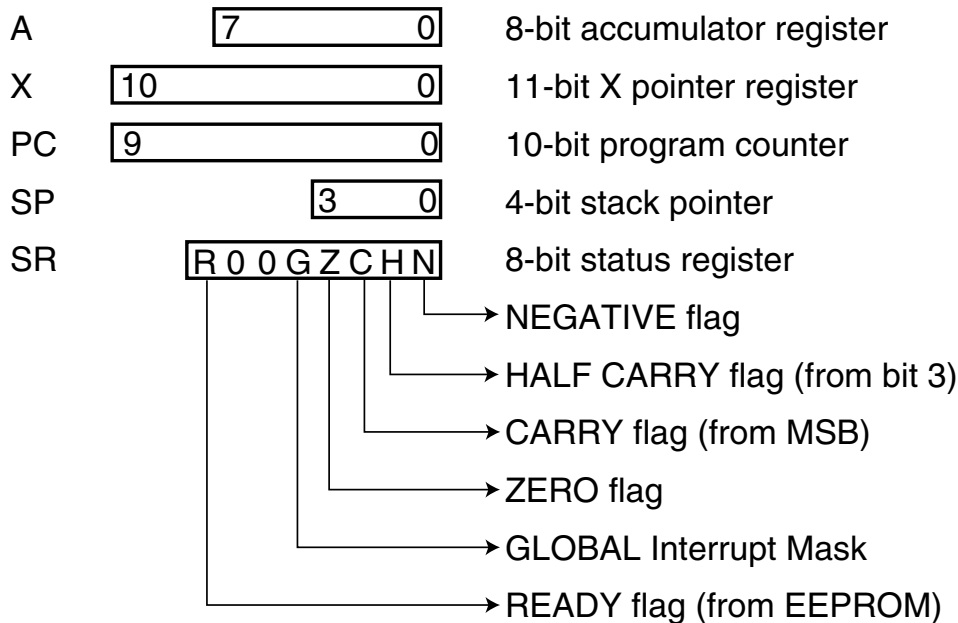 A 7 0 8-bit accumulator register
X 10 0 11-bit X pointer register
PC 9 0 10-bit program counter
SP 3 0 4-bit stack pointer
SR R 0 0 G Z C H N 8-bit status register
NEGATIVE flag
HALF CARRY flag (from bit 3)
CARRY flag (from MSB)
ZERO flag
GLOBAL Interrupt Mask
READY flag (from EEPROM)